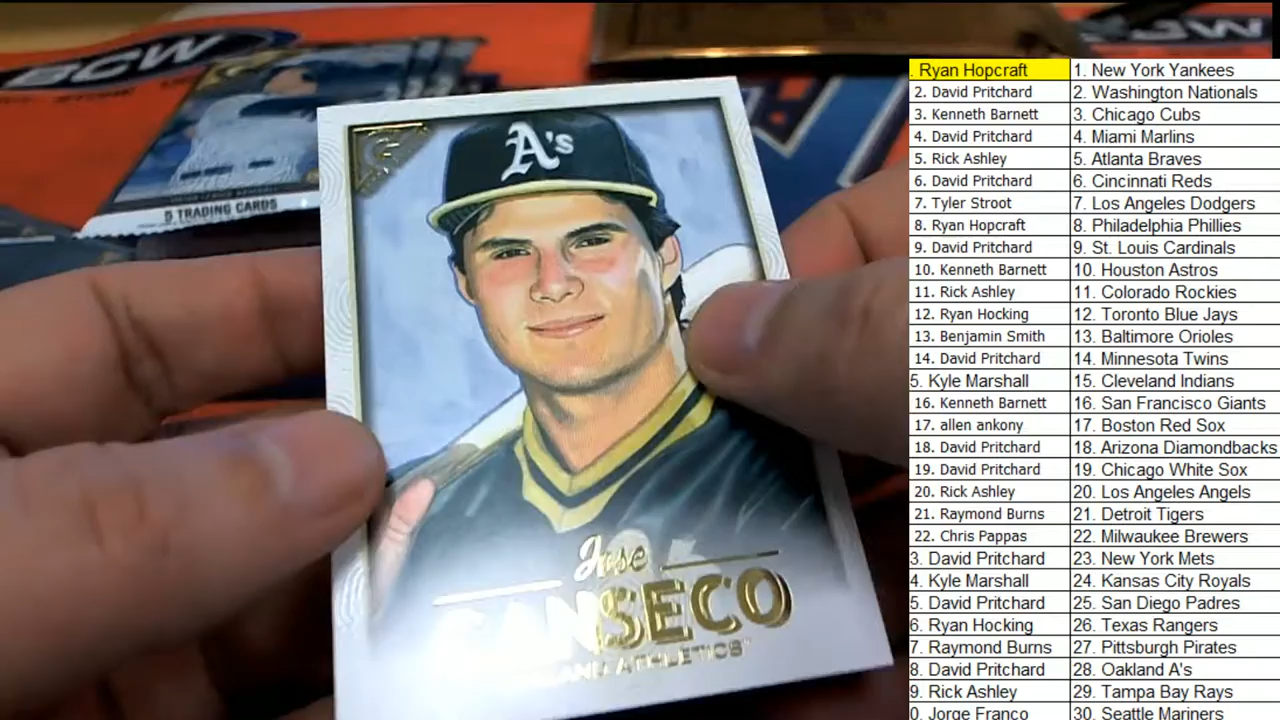 BCW
BCW
5 TRADING CARDS
A's
G
Jose
CANSECO
ATHLETICS
. Ryan Hopcraft 1. New York Yankees
2. David Pritchard 2. Washington Nationals
3. Kenneth Barnett 3. Chicago Cubs
4. David Pritchard 4. Miami Marlins
5. Rick Ashley 5. Atlanta Braves
6. David Pritchard 6. Cincinnati Reds
7. Tyler Stroot 7. Los Angeles Dodgers
8. Ryan Hopcraft 8. Philadelphia Phillies
9. David Pritchard 9. St. Louis Cardinals
10. Kenneth Barnett 10. Houston Astros
11. Rick Ashley 11. Colorado Rockies
12. Ryan Hocking 12. Toronto Blue Jays
13. Benjamin Smith 13. Baltimore Orioles
14. David Pritchard 14. Minnesota Twins
5. Kyle Marshall 15. Cleveland Indians
16. Kenneth Barnett 16. San Francisco Giants
17. allen ankony 17. Boston Red Sox
18. David Pritchard 18. Arizona Diamondbacks
19. David Pritchard 19. Chicago White Sox
20. Rick Ashley 20. Los Angeles Angels
21. Raymond Burns 21. Detroit Tigers
22. Chris Pappas 22. Milwaukee Brewers
3. David Pritchard 23. New York Mets
4. Kyle Marshall 24. Kansas City Royals
5. David Pritchard 25. San Diego Padres
6. Ryan Hocking 26. Texas Rangers
7. Raymond Burns 27. Pittsburgh Pirates
8. David Pritchard 28. Oakland A's
9. Rick Ashley 29. Tampa Bay Rays
0. Jorge Franco 30. Seattle Mariners